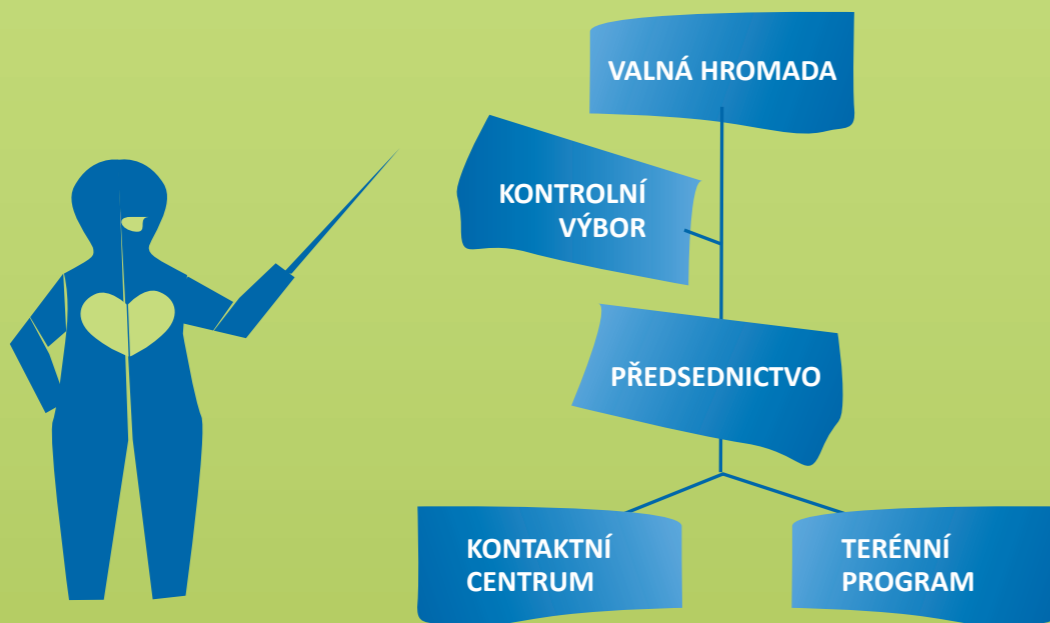 VALNÁ HROMADA
KONTROLNÍ
VÝBOR
PŘEDSEDNICTVO
KONTAKTNÍ
CENTRUM
TERÉNNÍ
PROGRAM